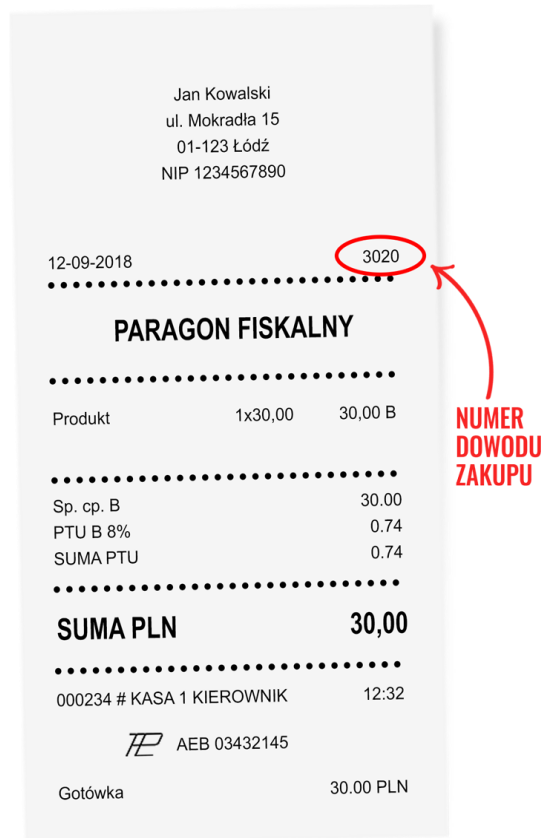 Jan Kowalski
ul. Mokradła 15
01-123 Łódź
NIP 1234567890
12-09-2018 3020
PARAGON FISKALNY
Produkt 1x30,00 30,00 B
NUMER
DOWODU
ZAKUPU
Sp. cp. B 30.00
PTU B 8% 0.74
SUMA PTU 0.74
SUMA PLN 30,00
000234 # KASA 1 KIEROWNIK 12:32
AEB 03432145
Gotówka 30.00 PLN